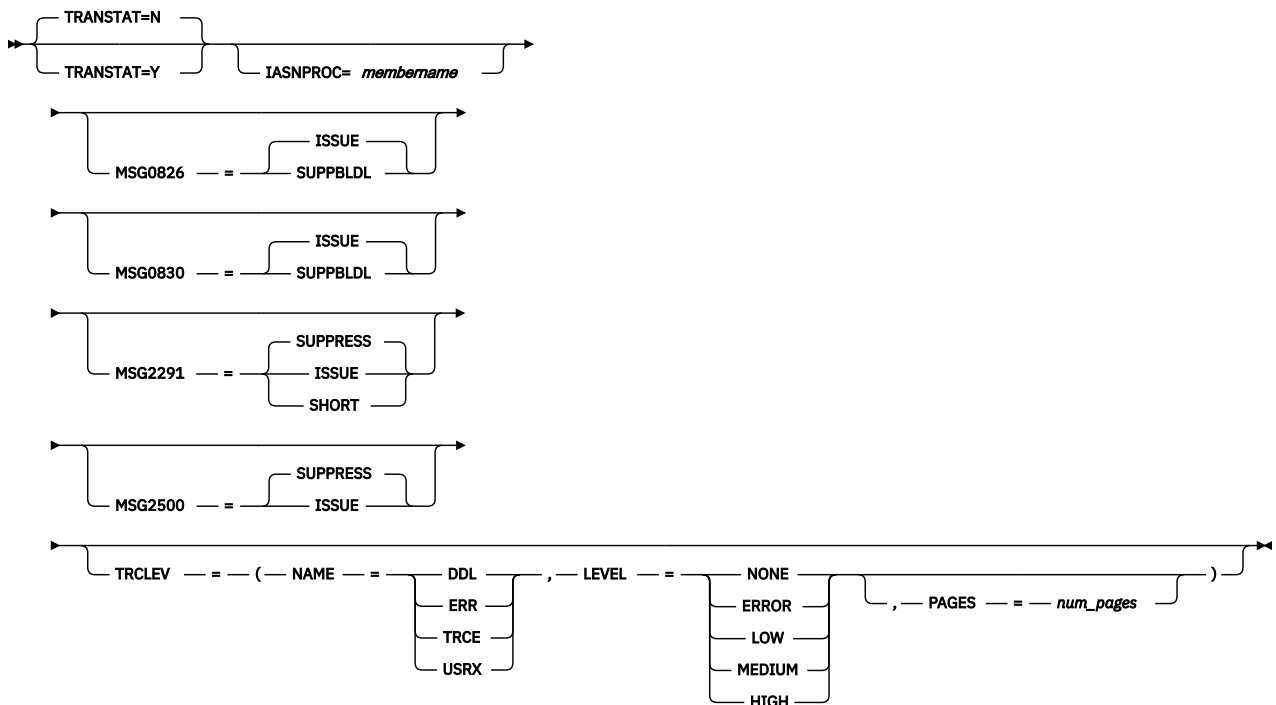 TRANSTAT=N
TRANSTAT=Y
IASNPROC= membername
MSG0826 = ISSUE
SUPPBLDL
MSG0830 = ISSUE
SUPPBLDL
MSG2291 = SUPPRESS
ISSUE
SHORT
MSG2500 = SUPPRESS
ISSUE
TRCLEV = ( NAME = DDL , LEVEL = NONE , PAGES = num_pages )
ERR
TRCE
USRX
ERROR
LOW
MEDIUM
HIGH